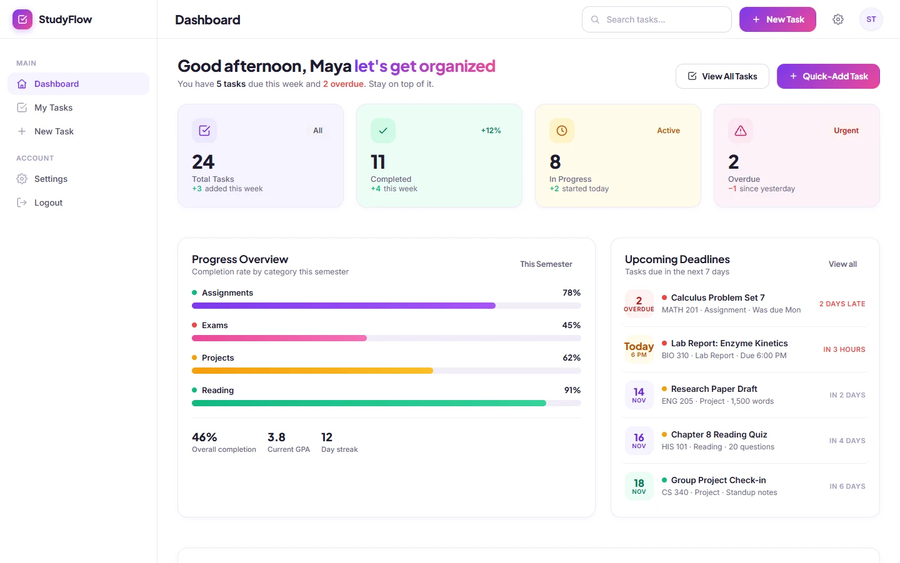 StudyFlow
Dashboard
Search tasks...
New Task
ST
MAIN
Dashboard
My Tasks
New Task
ACCOUNT
Settings
Logout
Good afternoon, Maya let's get organized
You have 5 tasks due this week and 2 overdue. Stay on top of it.
View All Tasks
Quick-Add Task
All
24
Total Tasks
+3 added this week
+12%
11
Completed
+4 this week
Active
8
In Progress
+2 started today
Urgent
2
Overdue
−1 since yesterday
Progress Overview
Completion rate by category this semester
This Semester
Assignments 78%
Exams 45%
Projects 62%
Reading 91%
46%
Overall completion
3.8
Current GPA
12
Day streak
Upcoming Deadlines
Tasks due in the next 7 days
View all
2
OVERDUE
Calculus Problem Set 7
MATH 201 · Assignment · Was due Mon
2 DAYS LATE
Today
6 PM
Lab Report: Enzyme Kinetics
BIO 310 · Lab Report · Due 6:00 PM
IN 3 HOURS
14
NOV
Research Paper Draft
ENG 205 · Project · 1,500 words
IN 2 DAYS
16
NOV
Chapter 8 Reading Quiz
HIS 101 · Reading · 20 questions
IN 4 DAYS
18
NOV
Group Project Check-in
CS 340 · Project · Standup notes
IN 6 DAYS